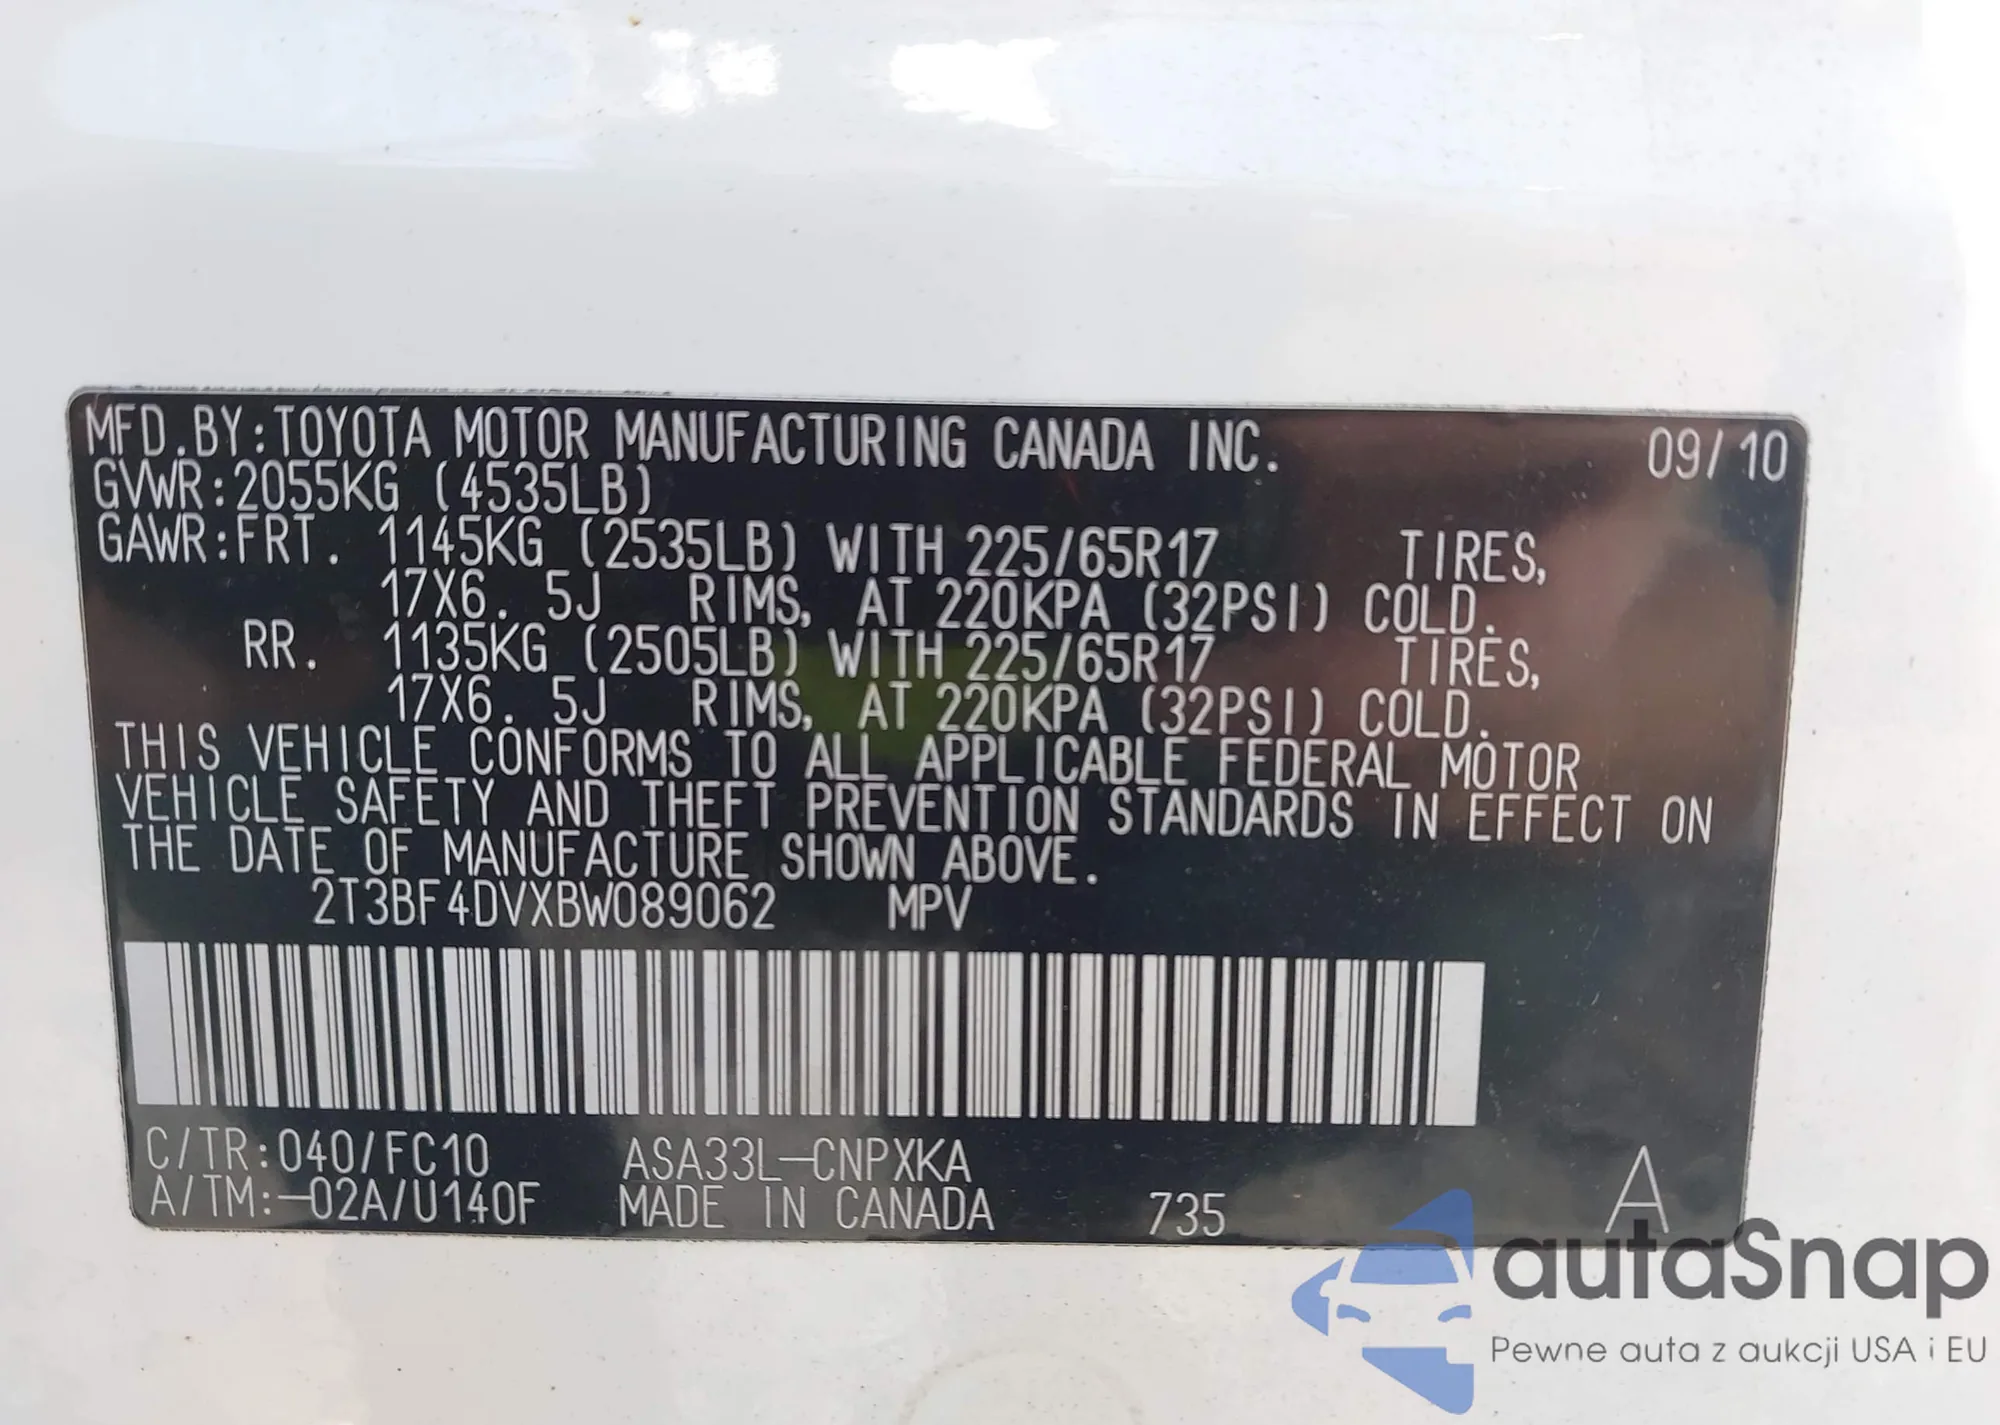 MFD.BY:TOYOTA MOTOR MANUFACTURING CANADA INC. 09/10
GVWR:2055KG (4535LB)
GAWR:FRT. 1145KG (2535LB) WITH 225/65R17 TIRES,
17X6. 5J RIMS, AT 220KPA (32PSI) COLD.
RR. 1135KG (2505LB) WITH 225/65R17 TIRES,
17X6. 5J RIMS, AT 220KPA (32PSI) COLD.
THIS VEHICLE CONFORMS TO ALL APPLICABLE FEDERAL MOTOR
VEHICLE SAFETY AND THEFT PREVENTION STANDARDS IN EFFECT ON
THE DATE OF MANUFACTURE SHOWN ABOVE.
2T3BF4DVXBW089062 MPV
C/TR:040/FC10 ASA33L-CNPXKA
A/TM:-02A/U140F MADE IN CANADA 735 A
autaSnap
Pewne auta z aukcji USA i EU